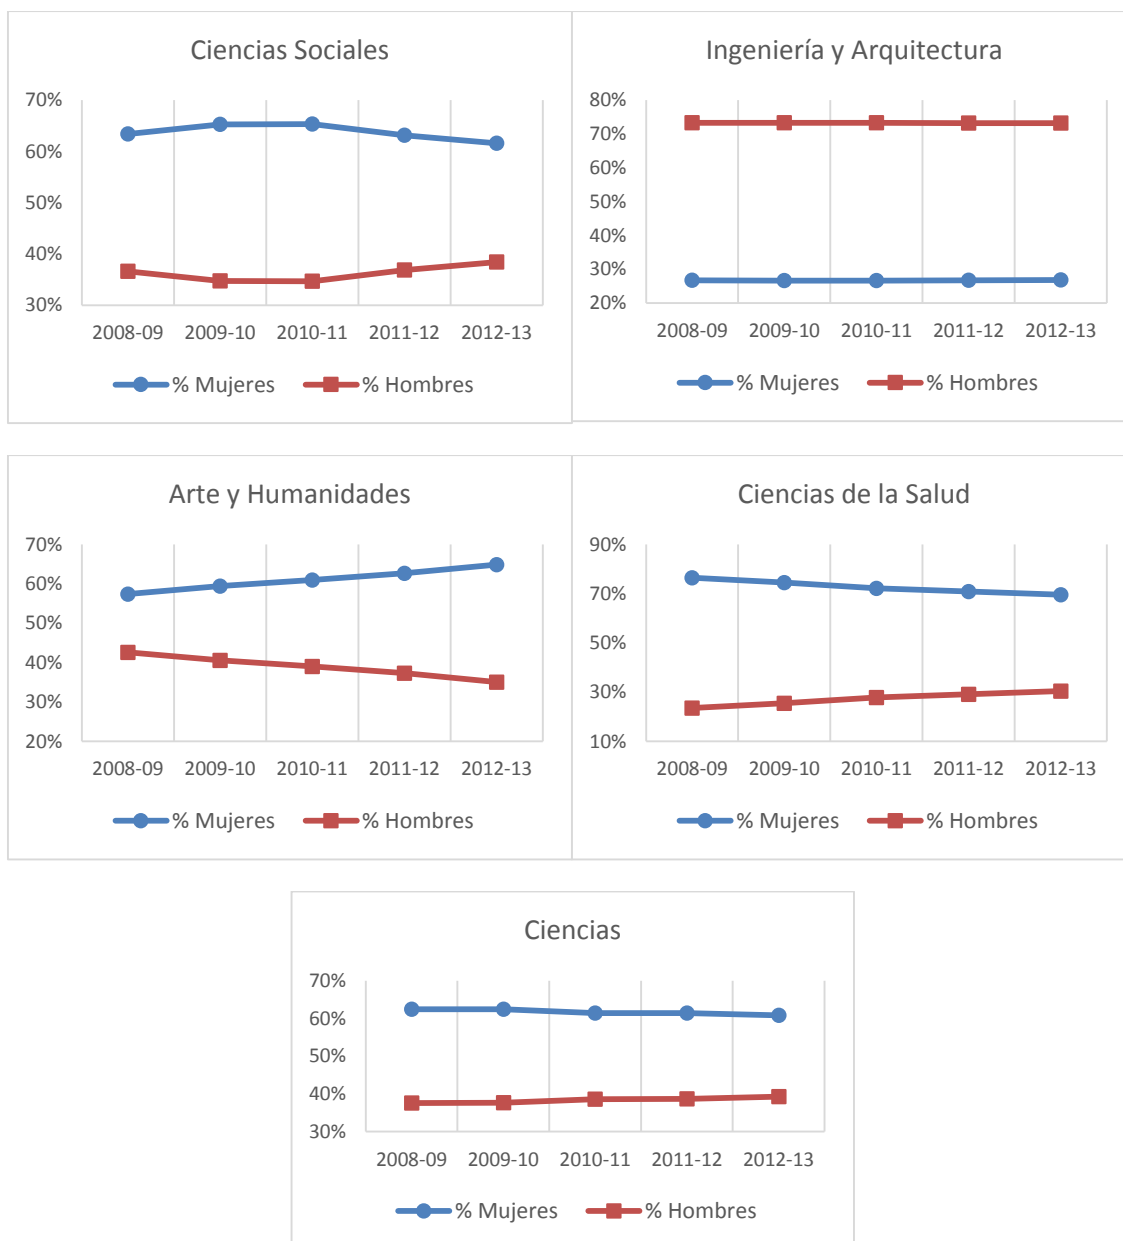 Ciencias Sociales
70%
60%
50%
40%
30%
2008-09 2009-10 2010-11 2011-12 2012-13
% Mujeres % Hombres
Ingeniería y Arquitectura
80%
70%
60%
50%
40%
30%
20%
2008-09 2009-10 2010-11 2011-12 2012-13
% Mujeres % Hombres
Arte y Humanidades
70%
60%
50%
40%
30%
20%
2008-09 2009-10 2010-11 2011-12 2012-13
% Mujeres % Hombres
Ciencias de la Salud
90%
70%
50%
30%
10%
2008-09 2009-10 2010-11 2011-12 2012-13
% Mujeres % Hombres
Ciencias
70%
60%
50%
40%
30%
2008-09 2009-10 2010-11 2011-12 2012-13
% Mujeres % Hombres